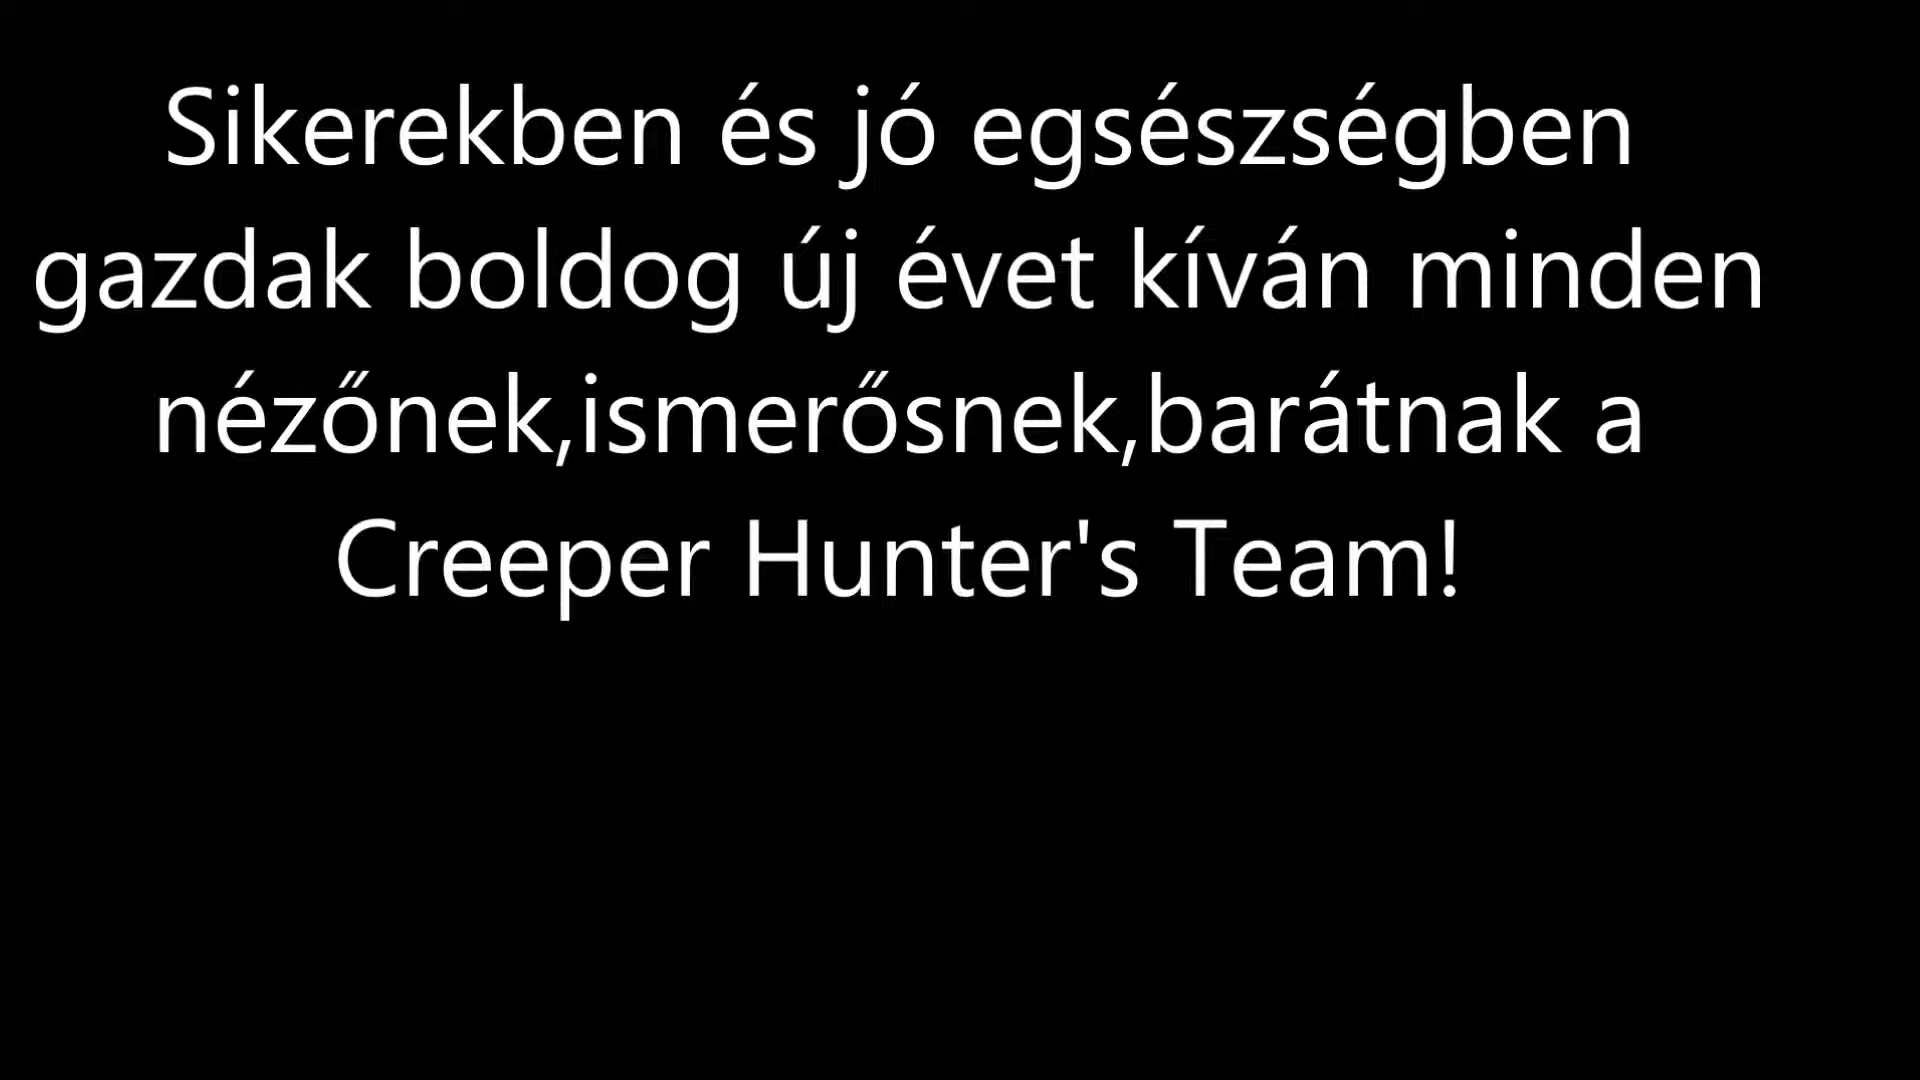 Sikerekben és jó egsészségben
gazdak boldog új évet kíván minden
nézőnek,ismerősnek,barátnak a
Creeper Hunter's Team!